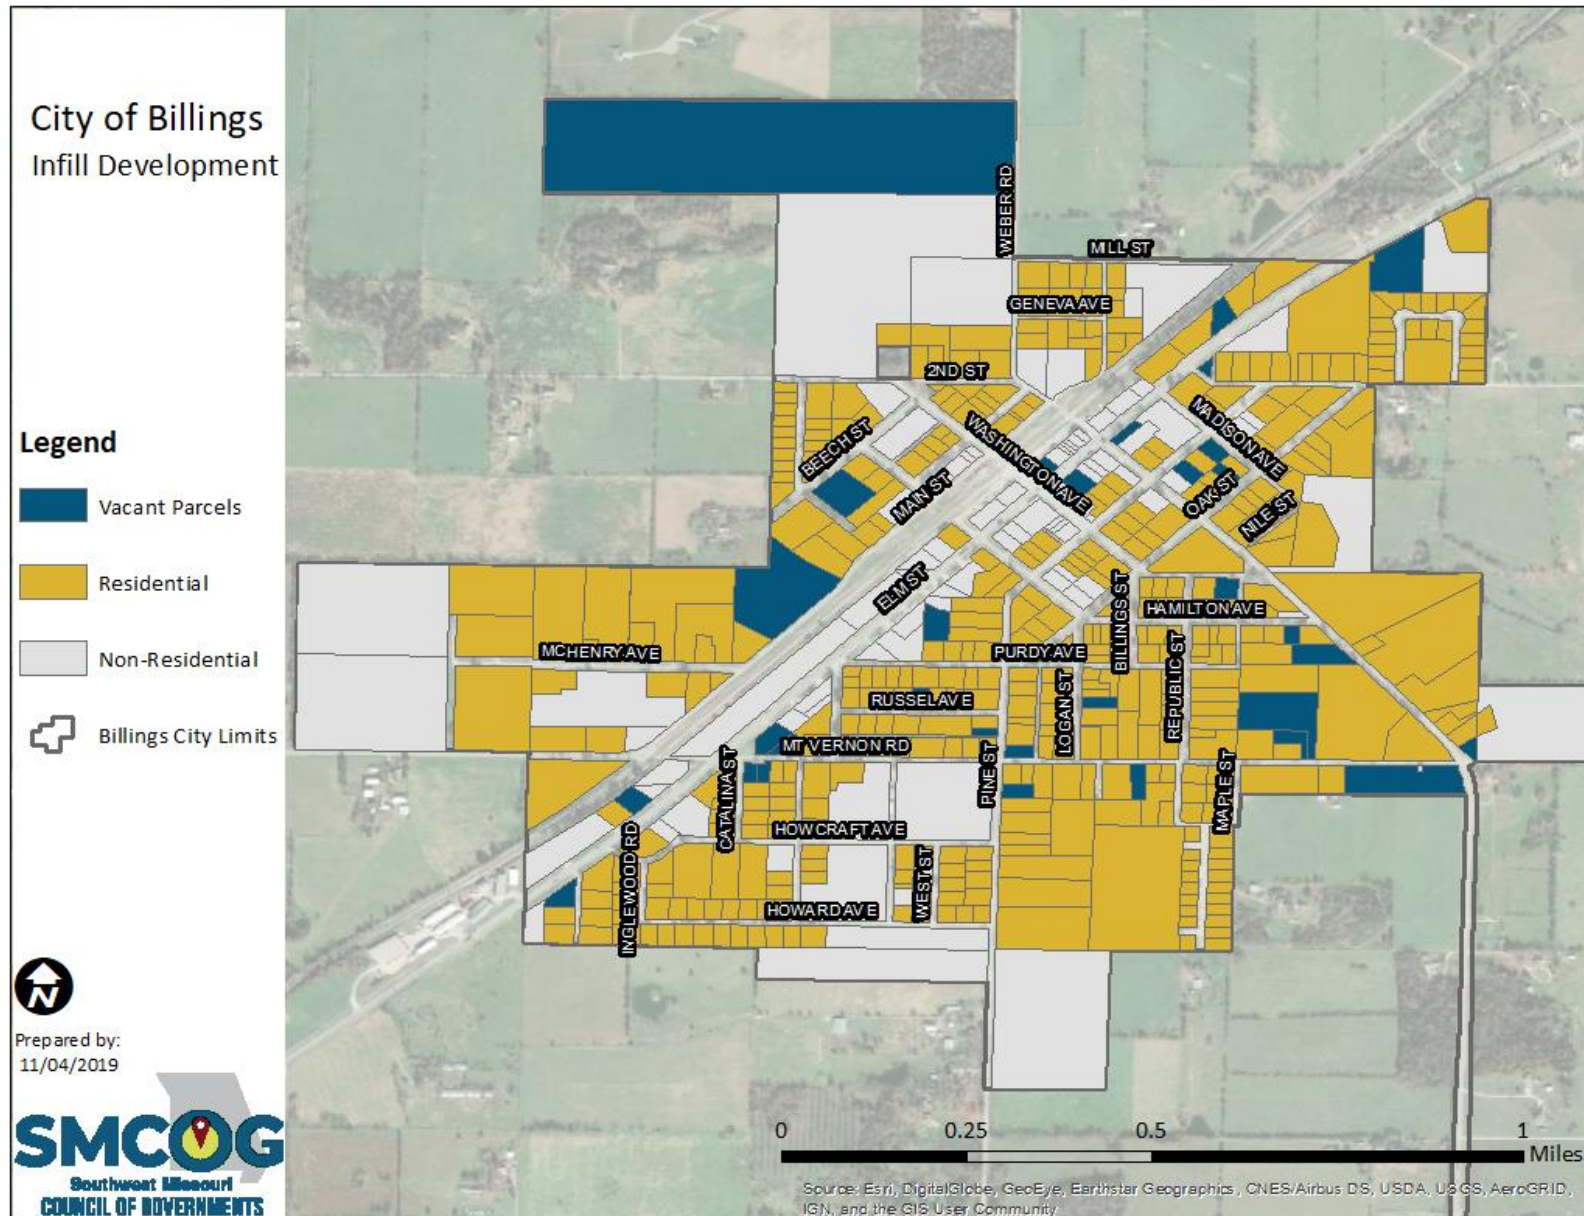 City of Billings
Infill Development
Legend
Vacant Parcels
Residential
Non-Residential
Billings City Limits
N
Prepared by:
11/04/2019
SMCOG
Southwest Missouri
COUNCIL OF GOVERNMENTS
WEBER RD
MILL ST
GENEVA AVE
2ND ST
BEECH ST
MAIN ST
WASHINGTON AVE
MADISON AVE
OAK ST
NILE ST
ELM ST
BILLINGS ST
HAMILTON AVE
MCHENRY AVE
PURDY AVE
REPUBLIC ST
RUSSEL AVE
LOGAN ST
MT VERNON RD
CATALINA ST
PINE ST
MAPLE ST
HOWCRAFT AVE
INGLEWOOD RD
WEST ST
HOWARD AVE
0 0.25 0.5 1
Miles
Source: Esri, DigitalGlobe, GeoEye, Earthstar Geographics, CNES/Airbus DS, USDA, USGS, AeroGRID,
IGN, and the GIS User Community